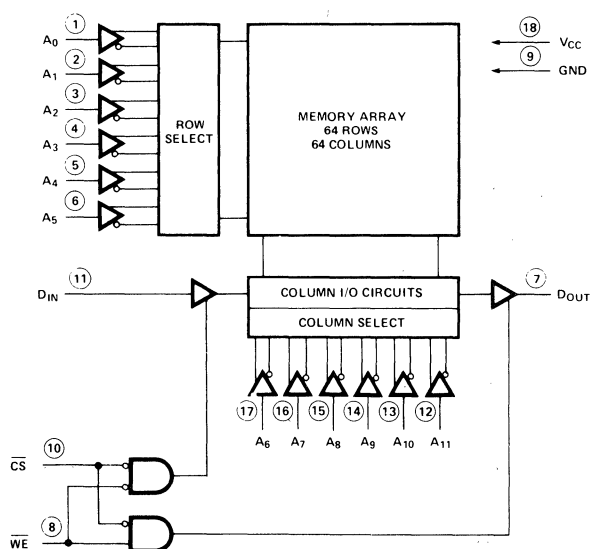 1
A0
2
A1
3
A2
4
A3
5
A4
6
A5
ROW
SELECT
MEMORY ARRAY
64 ROWS
64 COLUMNS
18
VCC
9
GND
11
DIN
COLUMN I/O CIRCUITS
COLUMN SELECT
7
DOUT
17 16 15 14 13 12
A6 A7 A8 A9 A10 A11
10
CS
8
WE